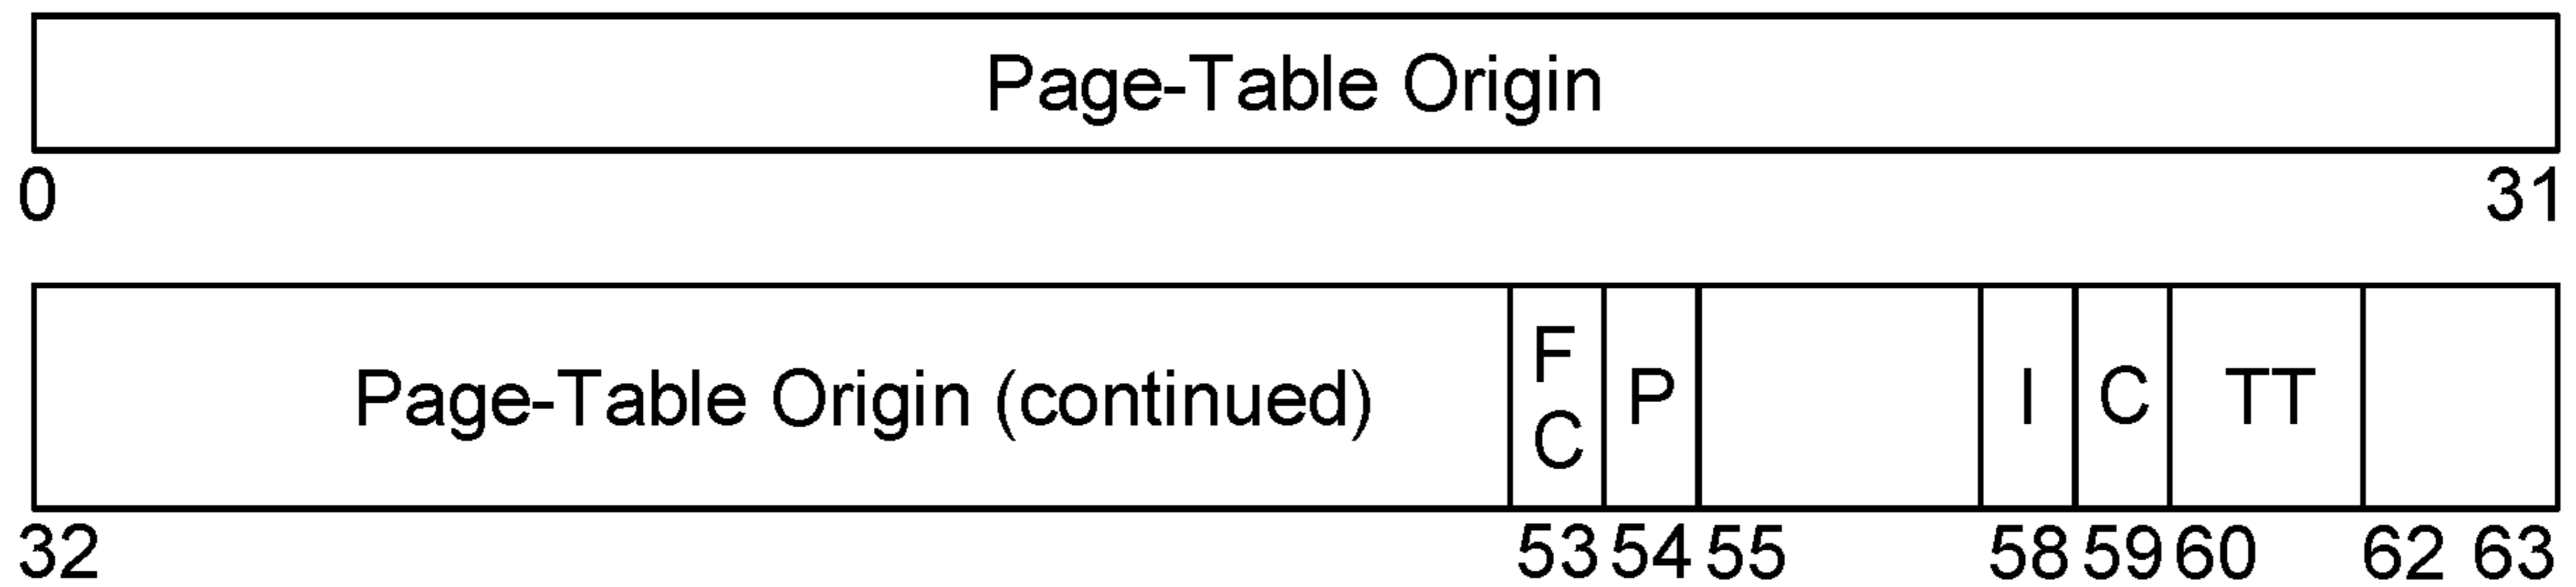 Page-Table Origin
0 31
Page-Table Origin (continued) F C P I C TT
32 53 54 55 58 59 60 62 63